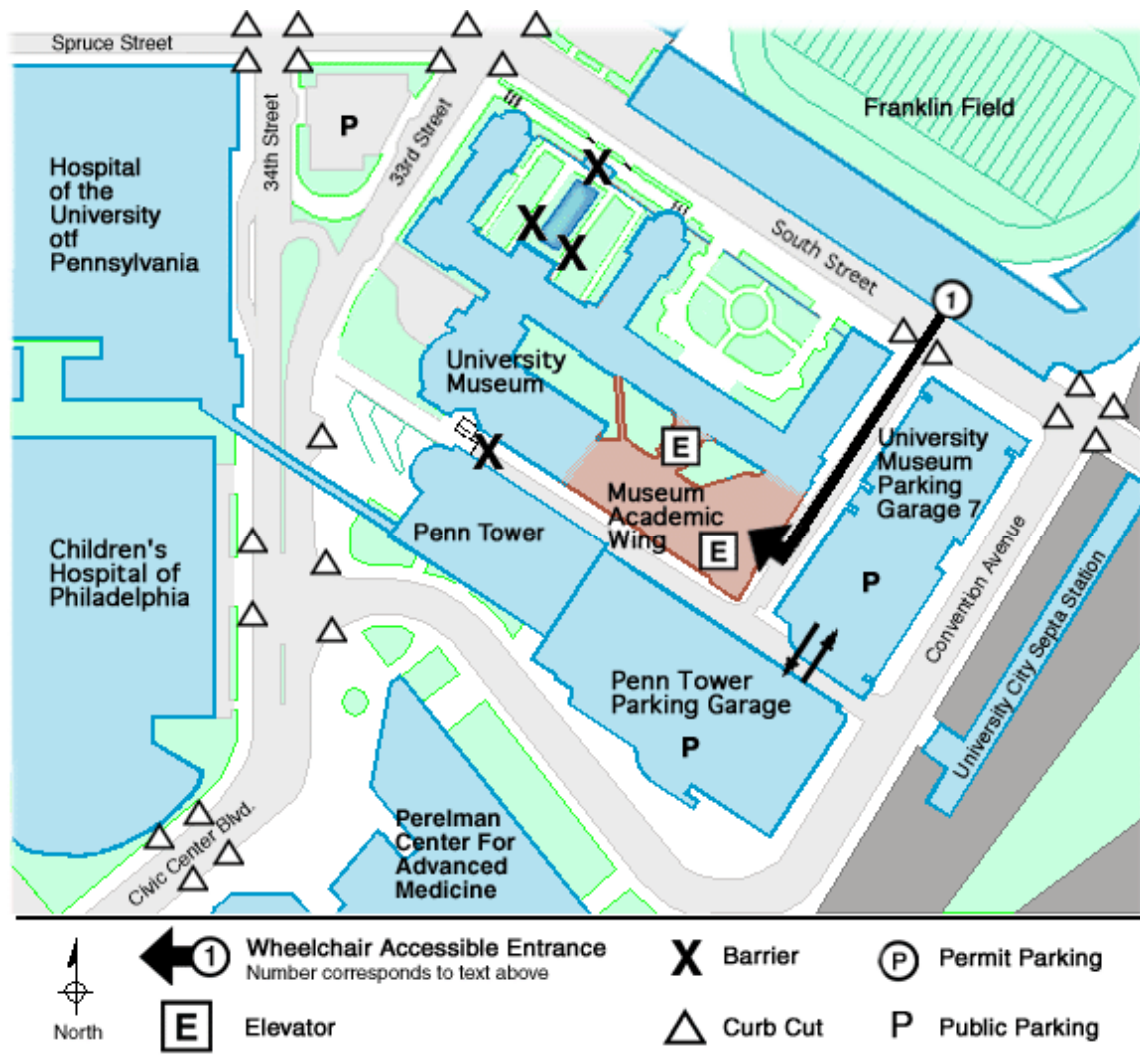 Spruce Street
34th Street
33rd Street
P
Franklin Field
Hospital
of the
University
otf
Pennsylvania
X
X
X
South Street
1
University
Museum
E
X
Museum
Academic
Wing
E
University
Museum
Parking
Garage 7
P
Penn Tower
Children's
Hospital of
Philadelphia
Convention Avenue
University City Septa Station
Penn Tower
Parking Garage
P
Perelman
Center For
Advanced
Medicine
Civic Center Blvd.
North
1
Wheelchair Accessible Entrance
Number corresponds to text above
E
Elevator
X
Barrier
Curb Cut
P
Permit Parking
P
Public Parking